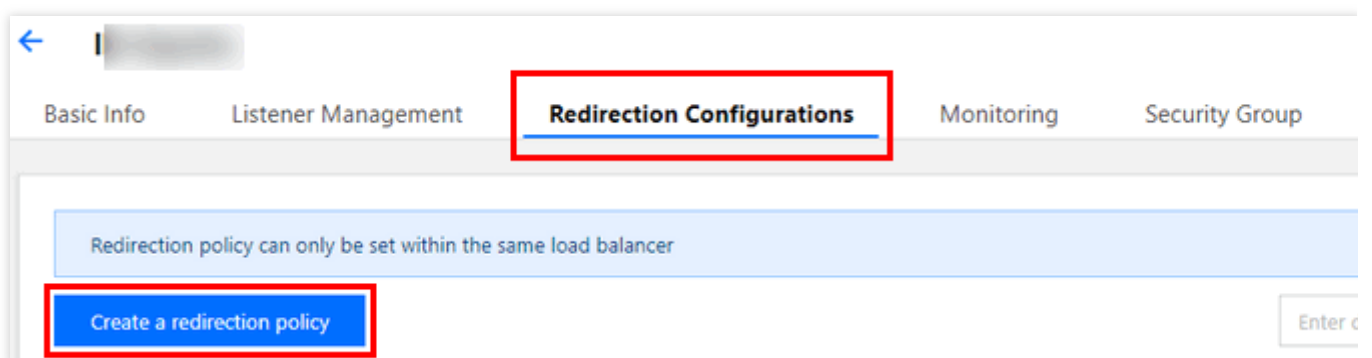 Basic Info Listener Management Redirection Configurations Monitoring Security Group
Redirection policy can only be set within the same load balancer
Create a redirection policy Enter